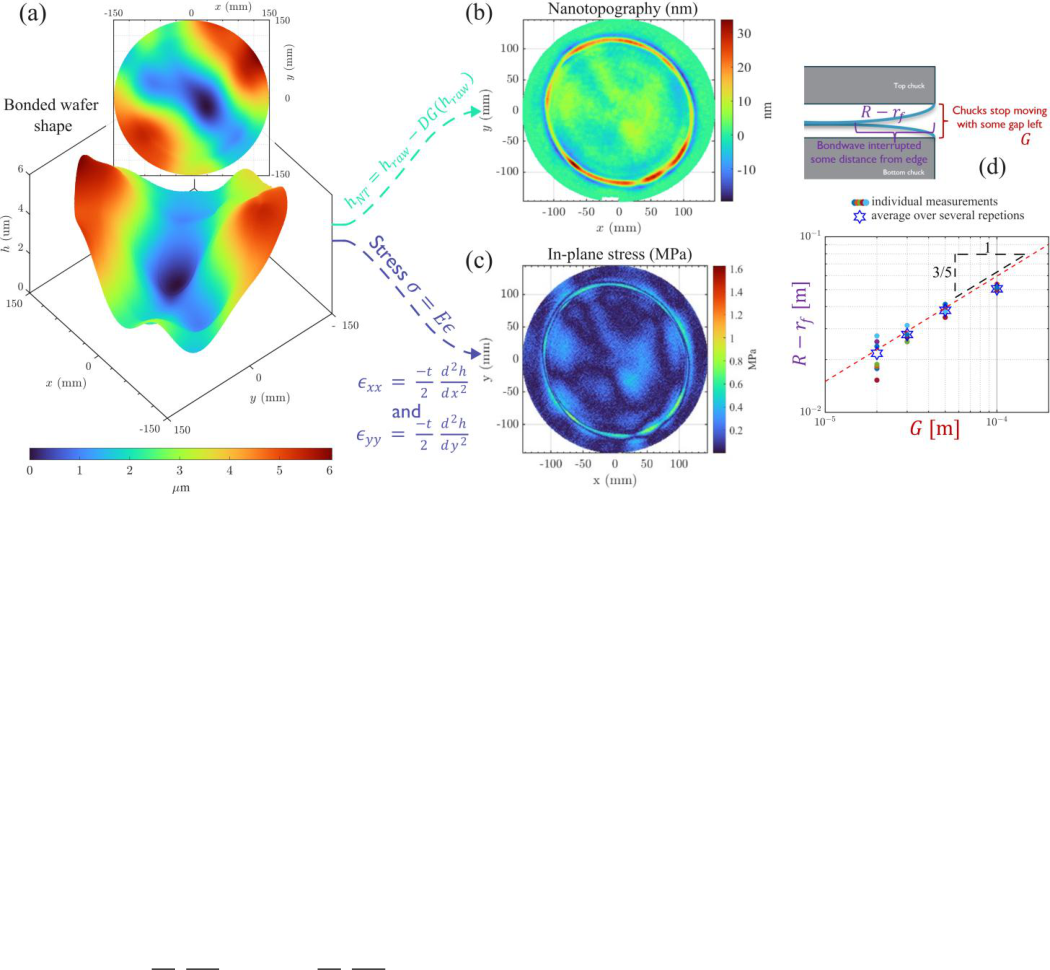 (a)
-150 0 x (mm) 150
150
y (mm)
0
-150
Bonded wafer
shape
6
4
2
0
h (um)
150
0
-150
x (mm)
150
0
- 150
y (mm)
0 1 2 3 4 5 6
μm
h_NT = h_raw − DG(h_raw)
Stress σ = Eϵ
ϵ_xx = -t/2 d²h/dx²
and
ϵ_yy = -t/2 d²h/dy²
(b)
Nanotopography (nm)
100
50
0
-50
-100
y (mm)
-100 -50 0 50 100
x (mm)
30
20
10
0
-10
nm
(c)
In-plane stress (MPa)
100
50
0
-50
-100
y (mm)
-100 -50 0 50 100
x (mm)
1.6
1.4
1.2
1
0.8
0.6
0.4
0.2
MPa
Top chuck
R − r_f
Chucks stop moving
with some gap left
G
Bondwave interrupted
some distance from edge
Bottom chuck
(d)
individual measurements
average over several repetions
10⁻¹
10⁻²
R − r_f [m]
1
3/5
10⁻⁵ 10⁻⁴
G [m]